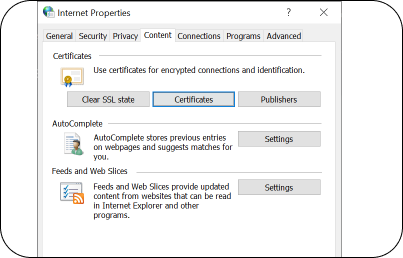 Internet Properties
? ×
General Security Privacy Content Connections Programs Advanced
Certificates
Use certificates for encrypted connections and identification.
Clear SSL state Certificates Publishers
AutoComplete
AutoComplete stores previous entries
on webpages and suggests matches for
you.
Settings
Feeds and Web Slices
Feeds and Web Slices provide updated
content from websites that can be read
in Internet Explorer and other
programs.
Settings